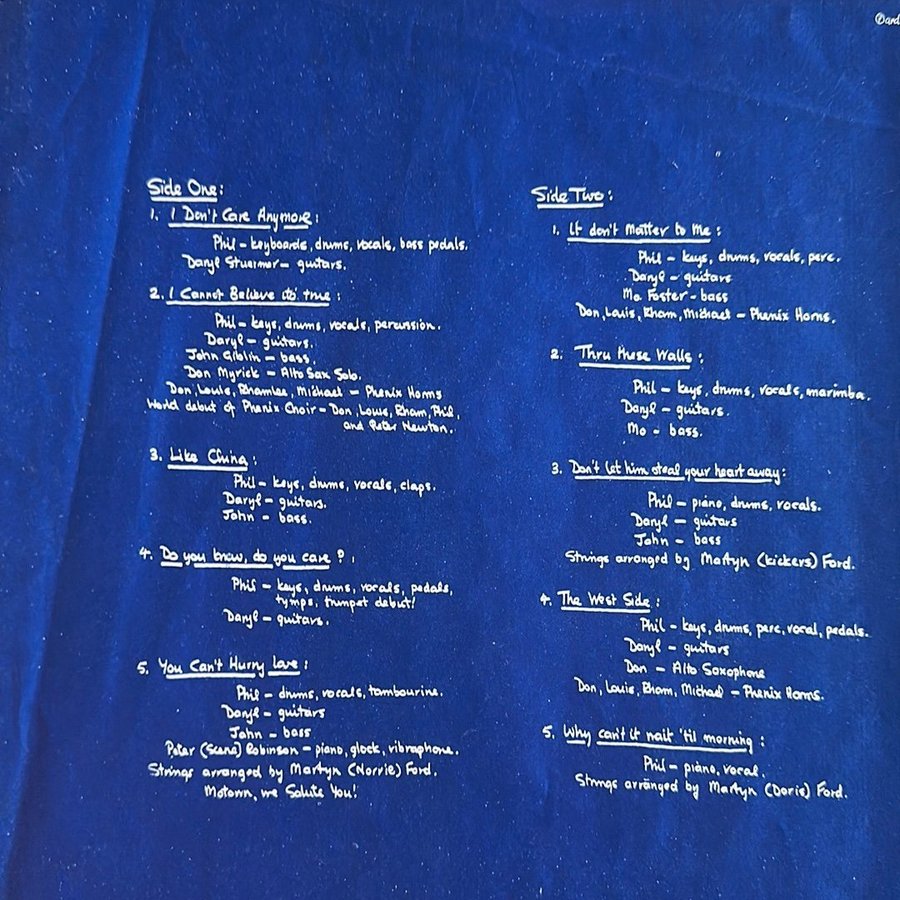 Side One:
1. I Don't Care Anymore:
Phil – keyboards, drums, vocals, bass pedals.
Daryl Stuermer – guitars.
2. I Cannot Believe it's true:
Phil – keys, drums, vocals, percussion.
Daryl – guitars.
John Giblin – bass.
Don Myrick – Alto Sax Solo.
Don, Louis, Rhamlee, Michael – Phenix Horns
World debut of Phenix Choir – Don, Louis, Rham, Phil,
and Peter Newton.
3. Like China:
Phil – keys, drums, vocals, claps.
Daryl – guitars.
John – bass.
4. Do you know, do you care?:
Phil – keys, drums, vocals, pedals,
tymps, trumpet debut!
Daryl – guitars.
5. You Can't Hurry Love:
Phil – drums, vocals, tambourine.
Daryl – guitars
John – bass
Peter (Scene) Robinson – piano, glock, vibraphone.
Strings arranged by Martyn (Norrie) Ford.
Motown, we Salute You!
Side Two:
1. It don't Matter to Me:
Phil – keys, drums, vocals, perc.
Daryl – guitars
Mo Foster – bass
Don, Louis, Rham, Michael – Phenix Horns.
2. Thru these Walls:
Phil – keys, drums, vocals, marimba.
Daryl – guitars.
Mo – bass.
3. Don't let him steal your heart away:
Phil – piano, drums, vocals.
Daryl – guitars
John – bass
Strings arranged by Martyn (kickers) Ford.
4. The West Side:
Phil – keys, drums, perc, vocal, pedals.
Daryl – guitars
Don – Alto Saxophone
Don, Louis, Rham, Michael – Phenix Horns.
5. Why can't it wait 'til morning:
Phil – piano, vocal.
Strings arranged by Martyn (Dorie) Ford.